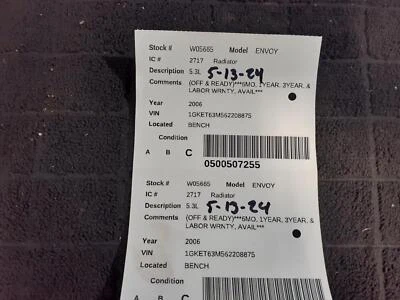 Stock # W05665 Model ENVOY
IC # 2717 Radiator
Description 5.3L 5-13-24
Comments (OFF & READY)***6MO, 1YEAR, 3YEAR, &
LABOR WRNTY, AVAIL***
Year 2006
VIN 1GKET63M562208875
Located BENCH
Condition
A B C
0500507255
Stock # W05665 Model ENVOY
IC # 2717 Radiator
Description 5.3L 5-13-24
Comments (OFF & READY)***6MO, 1YEAR, 3YEAR, &
LABOR WRNTY, AVAIL***
Year 2006
VIN 1GKET63M562208875
Located BENCH
Condition
A B C